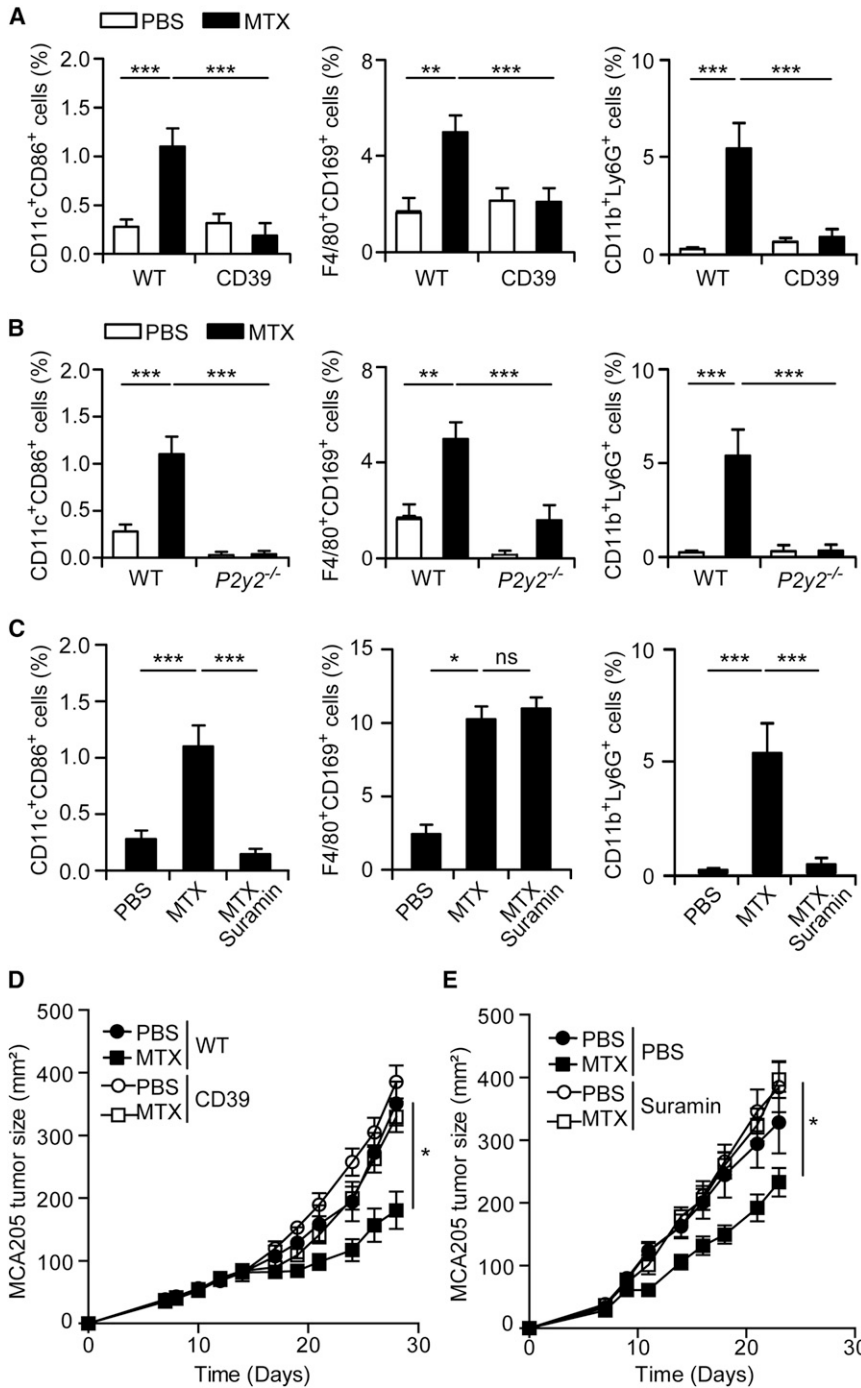 A
PBS MTX
CD11c⁺CD86⁺ cells (%)
2.0
1.5
1.0
0.5
0.0
*** ***
WT CD39
F4/80⁺CD169⁺ cells (%)
8
4
0
** ***
WT CD39
CD11b⁺Ly6G⁺ cells (%)
10
5
0
*** ***
WT CD39
B
PBS MTX
CD11c⁺CD86⁺ cells (%)
2.0
1.5
1.0
0.5
0.0
*** ***
WT P2y2⁻/⁻
F4/80⁺CD169⁺ cells (%)
8
4
0
** ***
WT P2y2⁻/⁻
CD11b⁺Ly6G⁺ cells (%)
10
5
0
*** ***
WT P2y2⁻/⁻
C
CD11c⁺CD86⁺ cells (%)
2.0
1.5
1.0
0.5
0.0
*** ***
PBS
MTX
MTX
Suramin
F4/80⁺CD169⁺ cells (%)
15
10
5
0
* ns
PBS
MTX
MTX
Suramin
CD11b⁺Ly6G⁺ cells (%)
10
5
0
*** ***
PBS
MTX
MTX
Suramin
D
MCA205 tumor size (mm²)
500
400
300
200
100
0
PBS
MTX
WT
PBS
MTX
CD39
*
0 10 20 30
Time (Days)
E
MCA205 tumor size (mm²)
500
400
300
200
100
0
PBS
MTX
PBS
PBS
MTX
Suramin
*
0 10 20 30
Time (Days)